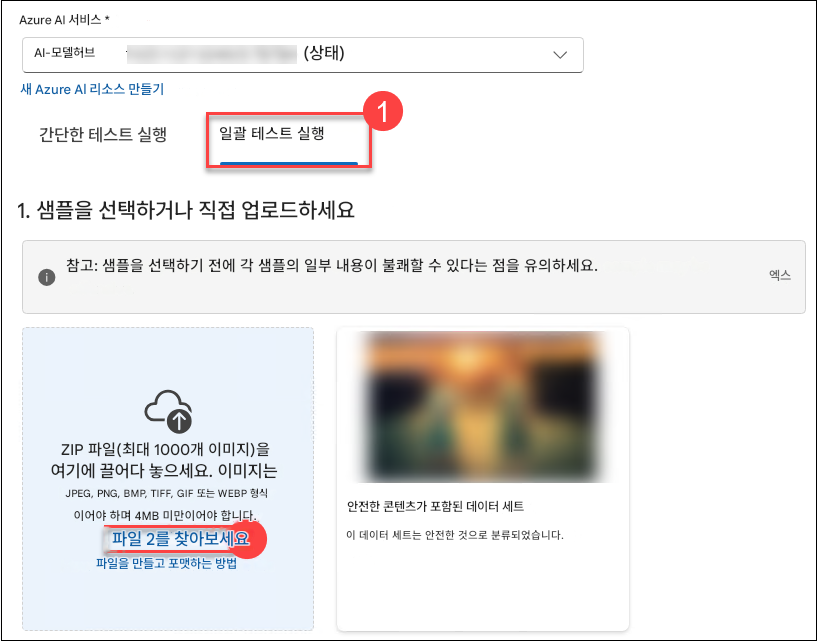 Azure AI 서비스 *
AI-모델허브 (상태)
새 Azure AI 리소스 만들기
간단한 테스트 실행
일괄 테스트 실행
1
1. 샘플을 선택하거나 직접 업로드하세요
참고: 샘플을 선택하기 전에 각 샘플의 일부 내용이 불쾌할 수 있다는 점을 유의하세요.
엑스
ZIP 파일(최대 1000개 이미지)을
여기에 끌어다 놓으세요. 이미지는
JPEG, PNG, BMP, TIFF, GIF 또는 WEBP 형식
이어야 하며 4MB 미만이어야 합니다.
파일 2를 찾아보세요
파일을 만들고 포맷하는 방법
안전한 콘텐츠가 포함된 데이터 세트
이 데이터 세트는 안전한 것으로 분류되었습니다.